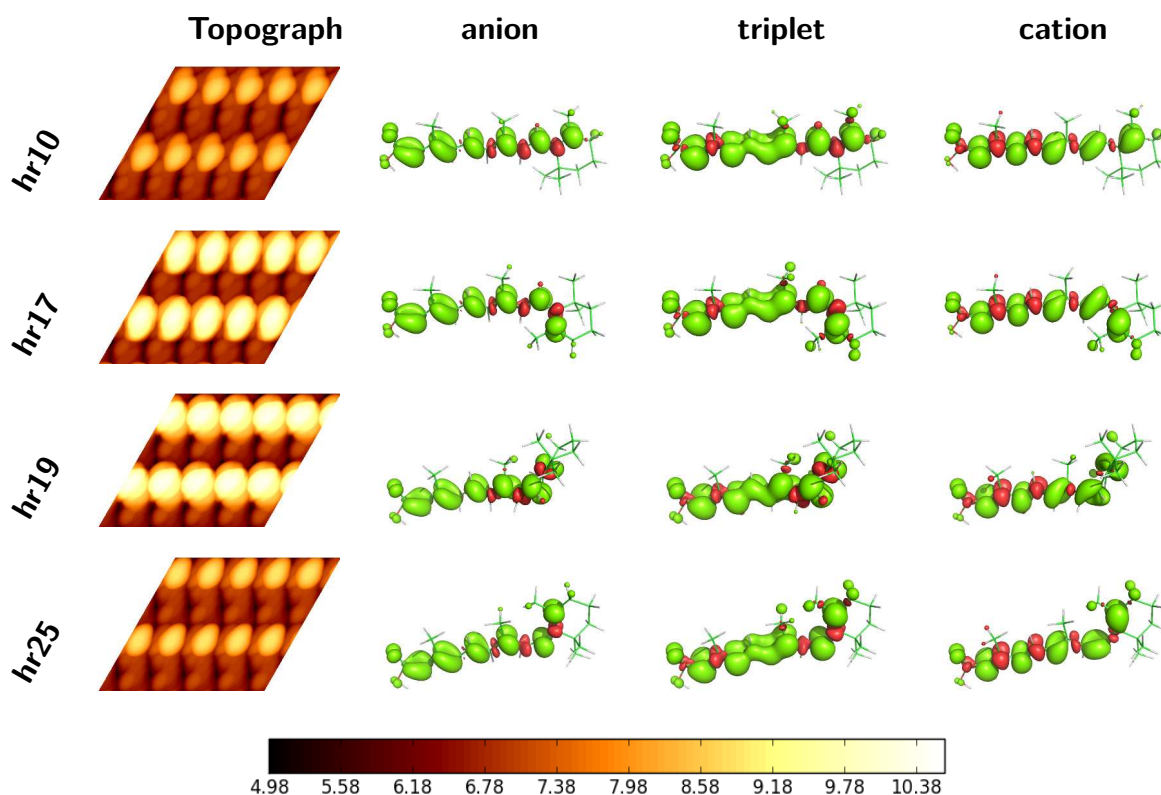 Topograph anion triplet cation
hr10
hr17
hr19
hr25
4.98 5.58 6.18 6.78 7.38 7.98 8.58 9.18 9.78 10.38